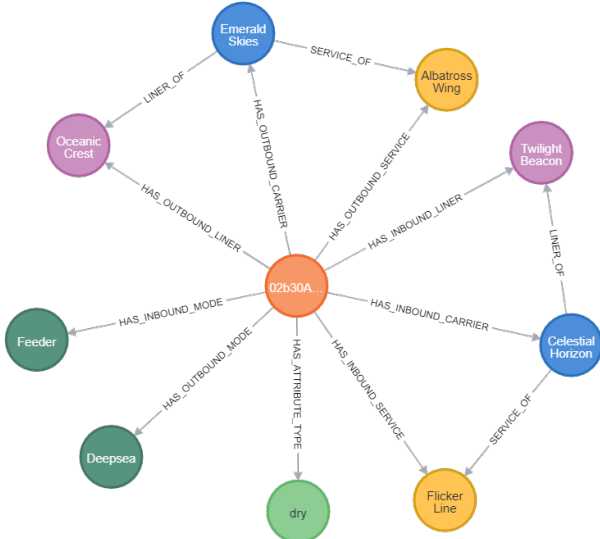 Emerald
Skies
SERVICE_OF
Albatross
Wing
LINER_OF
Oceanic
Crest
HAS_OUTBOUND_CARRIER
HAS_OUTBOUND_SERVICE
Twilight
Beacon
HAS_OUTBOUND_LINER
HAS_INBOUND_LINER
LINER_OF
02b30A...
HAS_INBOUND_MODE
HAS_INBOUND_CARRIER
Feeder
Celestial
Horizon
HAS_OUTBOUND_MODE
HAS_ATTRIBUTE_TYPE
HAS_INBOUND_SERVICE
SERVICE_OF
Deepsea
Flicker
Line
dry